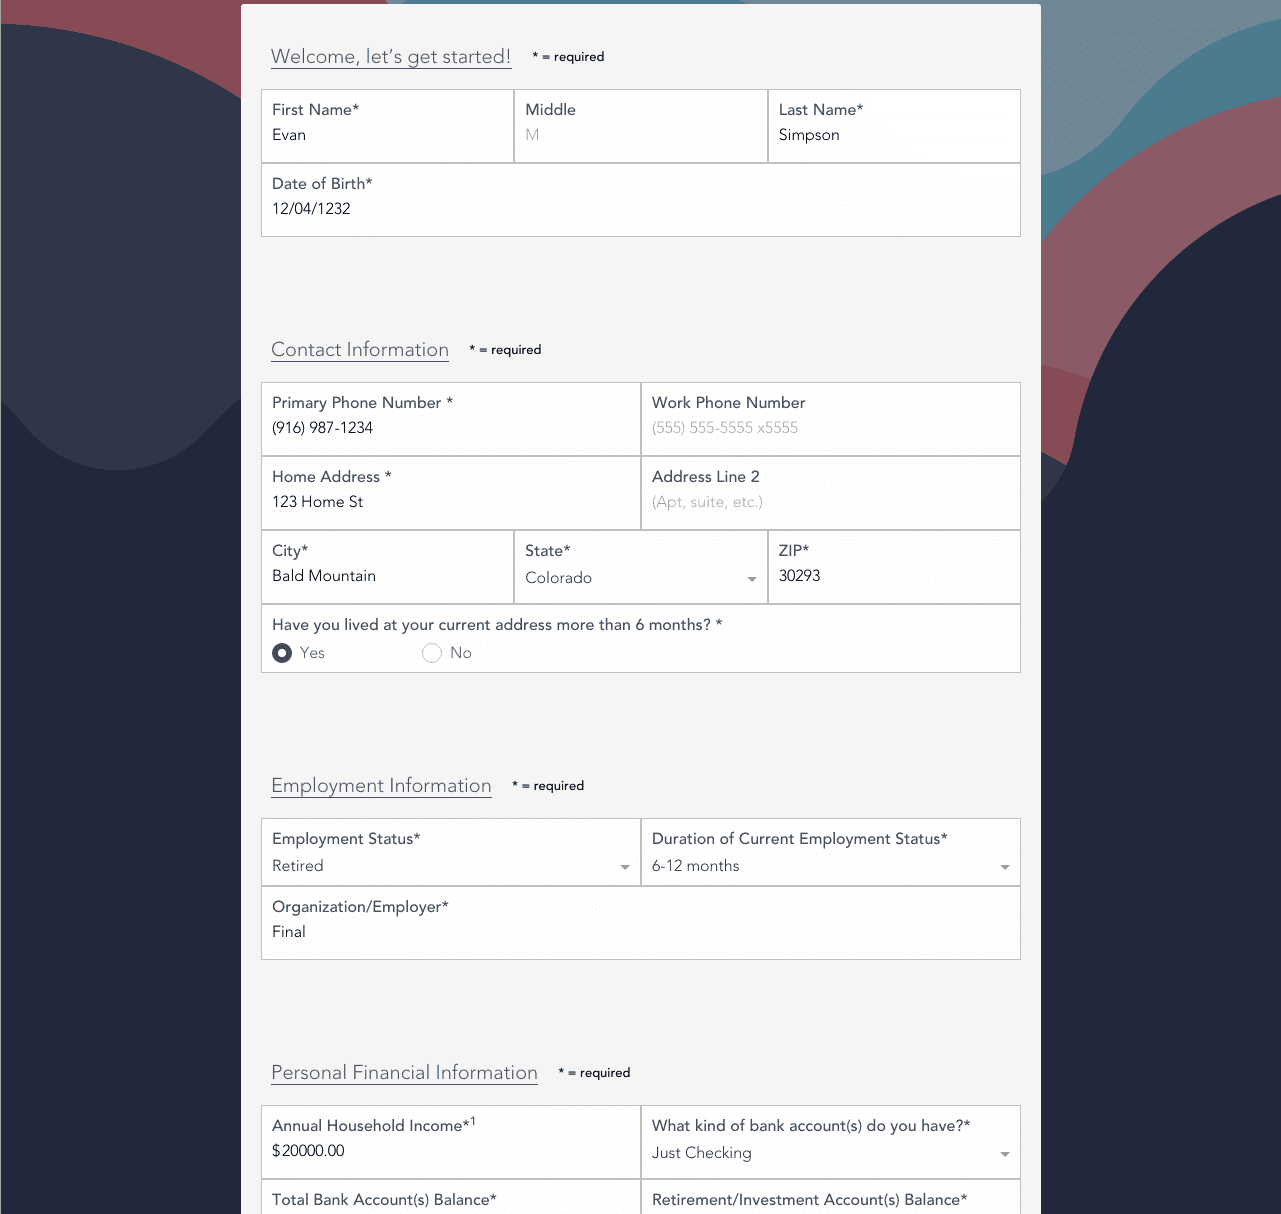 Welcome, let's get started! * = required
First Name* Middle Last Name*
Evan M Simpson
Date of Birth*
12/04/1232
Contact Information * = required
Primary Phone Number * Work Phone Number
(916) 987-1234 (555) 555-5555 x5555
Home Address * Address Line 2
123 Home St (Apt, suite, etc.)
City* State* ZIP*
Bald Mountain Colorado 30293
Have you lived at your current address more than 6 months? *
Yes No
Employment Information * = required
Employment Status* Duration of Current Employment Status*
Retired 6-12 months
Organization/Employer*
Final
Personal Financial Information * = required
Annual Household Income*¹ What kind of bank account(s) do you have?*
$20000.00 Just Checking
Total Bank Account(s) Balance* Retirement/Investment Account(s) Balance*